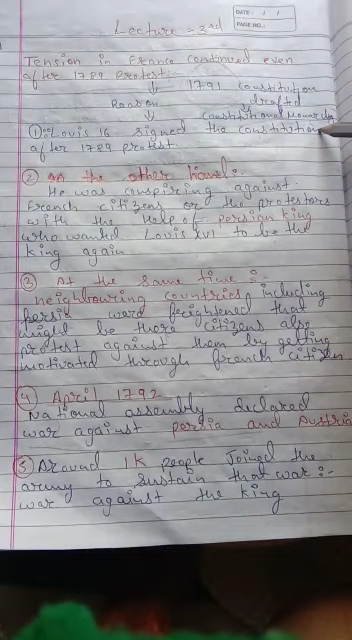 DATE: / /
PAGE NO.:
Lecture = 3rd
Tension in France continued even
after 1789 Protest:
1791 constitution
drafted
Reason
Constitutional Monarchy
① Louis 16 signed the constitution
after 1789 protest
② on the other hand:-
He was conspiring against
french citizens or the protestors
with the help of persian king
who wanted Louis XVI to be the
king again
③ At the same time :-
neighbouring countries including
persia were frightened that
might be there citizens also
protest against them by getting
motivated through french citizen
④ April 1792
National assembly declared
war against persia and Austria
⑤ Around 1K people Joined the
army to sustain that war :-
war against the king